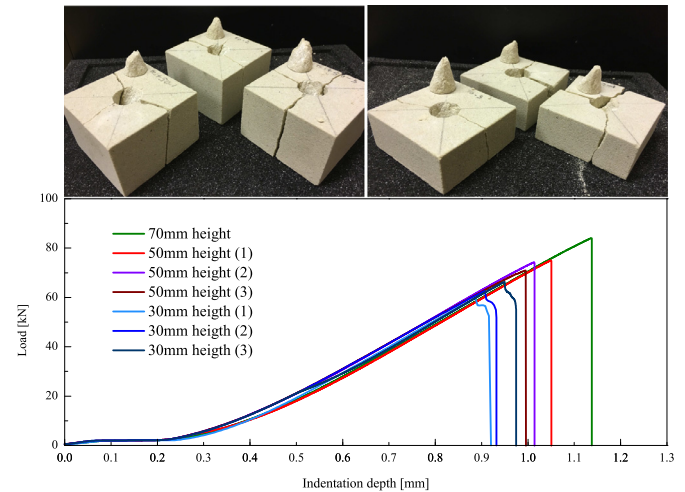 100
80
60
40
20
0
Load [kN]
70mm height
50mm height (1)
50mm height (2)
50mm height (3)
30mm heigth (1)
30mm heigth (2)
30mm heigth (3)
0.0 0.1 0.2 0.3 0.4 0.5 0.6 0.7 0.8 0.9 1.0 1.1 1.2 1.3
Indentation depth [mm]